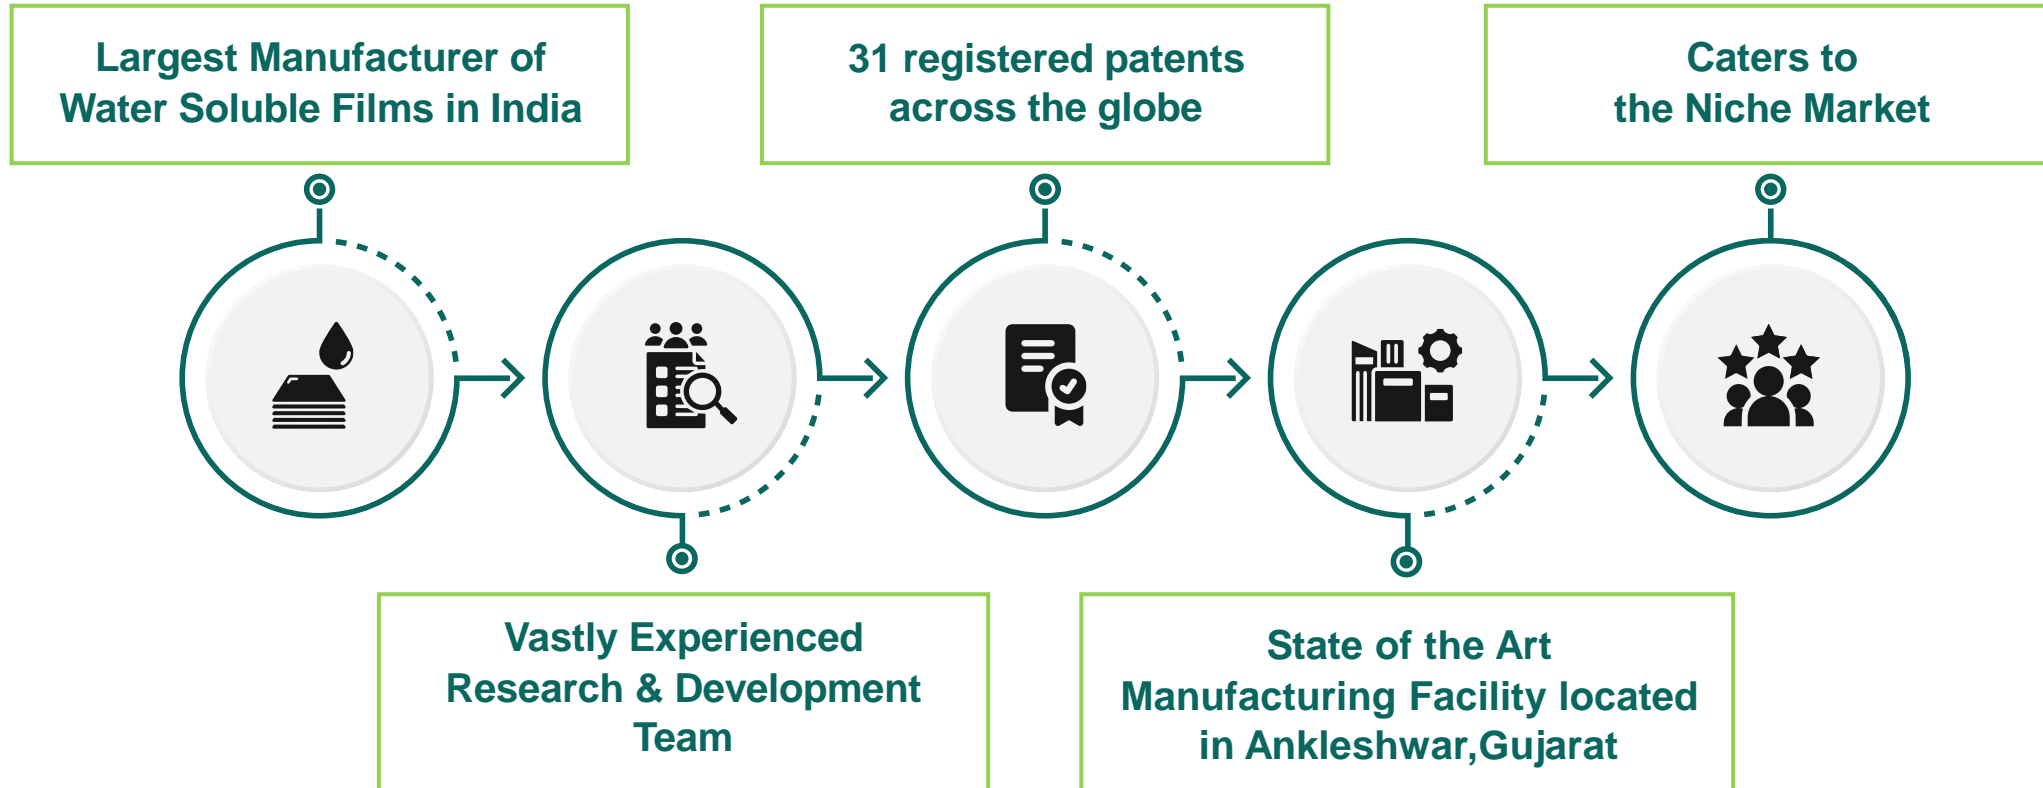 Largest Manufacturer of
Water Soluble Films in India
31 registered patents
across the globe
Caters to
the Niche Market
Vastly Experienced
Research & Development
Team
State of the Art
Manufacturing Facility located
in Ankleshwar,Gujarat